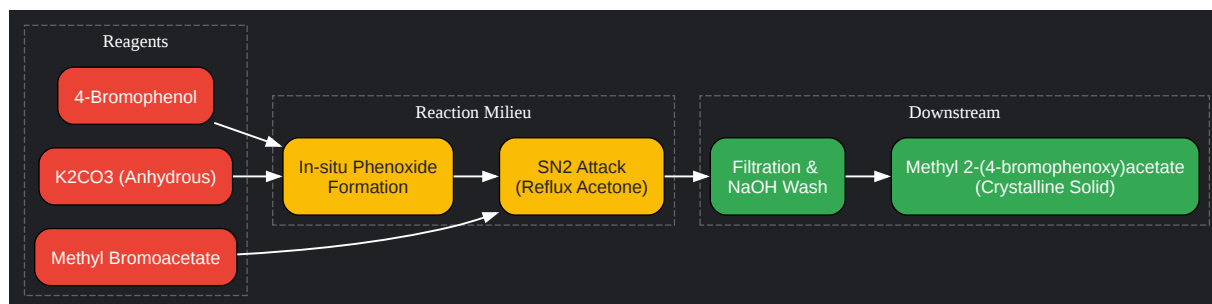 Reagents
4-Bromophenol
K2CO3 (Anhydrous)
Methyl Bromoacetate
Reaction Milieu
In-situ Phenoxide
Formation
SN2 Attack
(Reflux Acetone)
Downstream
Filtration &
NaOH Wash
Methyl 2-(4-bromophenoxy)acetate
(Crystalline Solid)